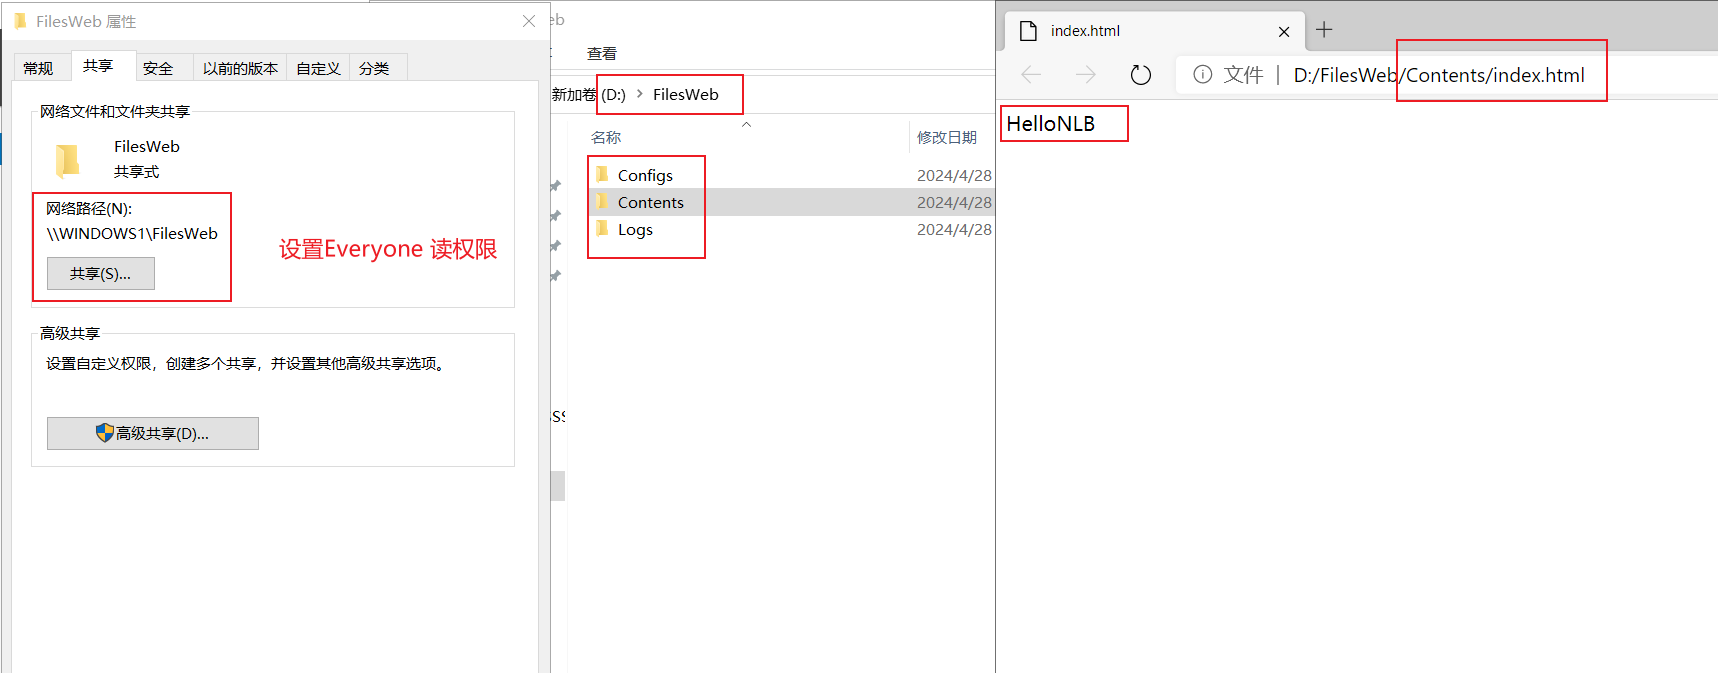 FilesWeb 属性
常规 共享 安全 以前的版本 自定义 分类
网络文件和文件夹共享
FilesWeb
共享式
网络路径(N):
\\WINDOWS1\FilesWeb
共享(S)...
设置Everyone 读权限
高级共享
设置自定义权限，创建多个共享，并设置其他高级共享选项。
高级共享(D)...
eb
查看
新加卷 (D:) > FilesWeb
名称 修改日期
Configs 2024/4/28
Contents 2024/4/28
Logs 2024/4/28
SS
index.html
文件 | D:/FilesWeb/Contents/index.html
HelloNLB